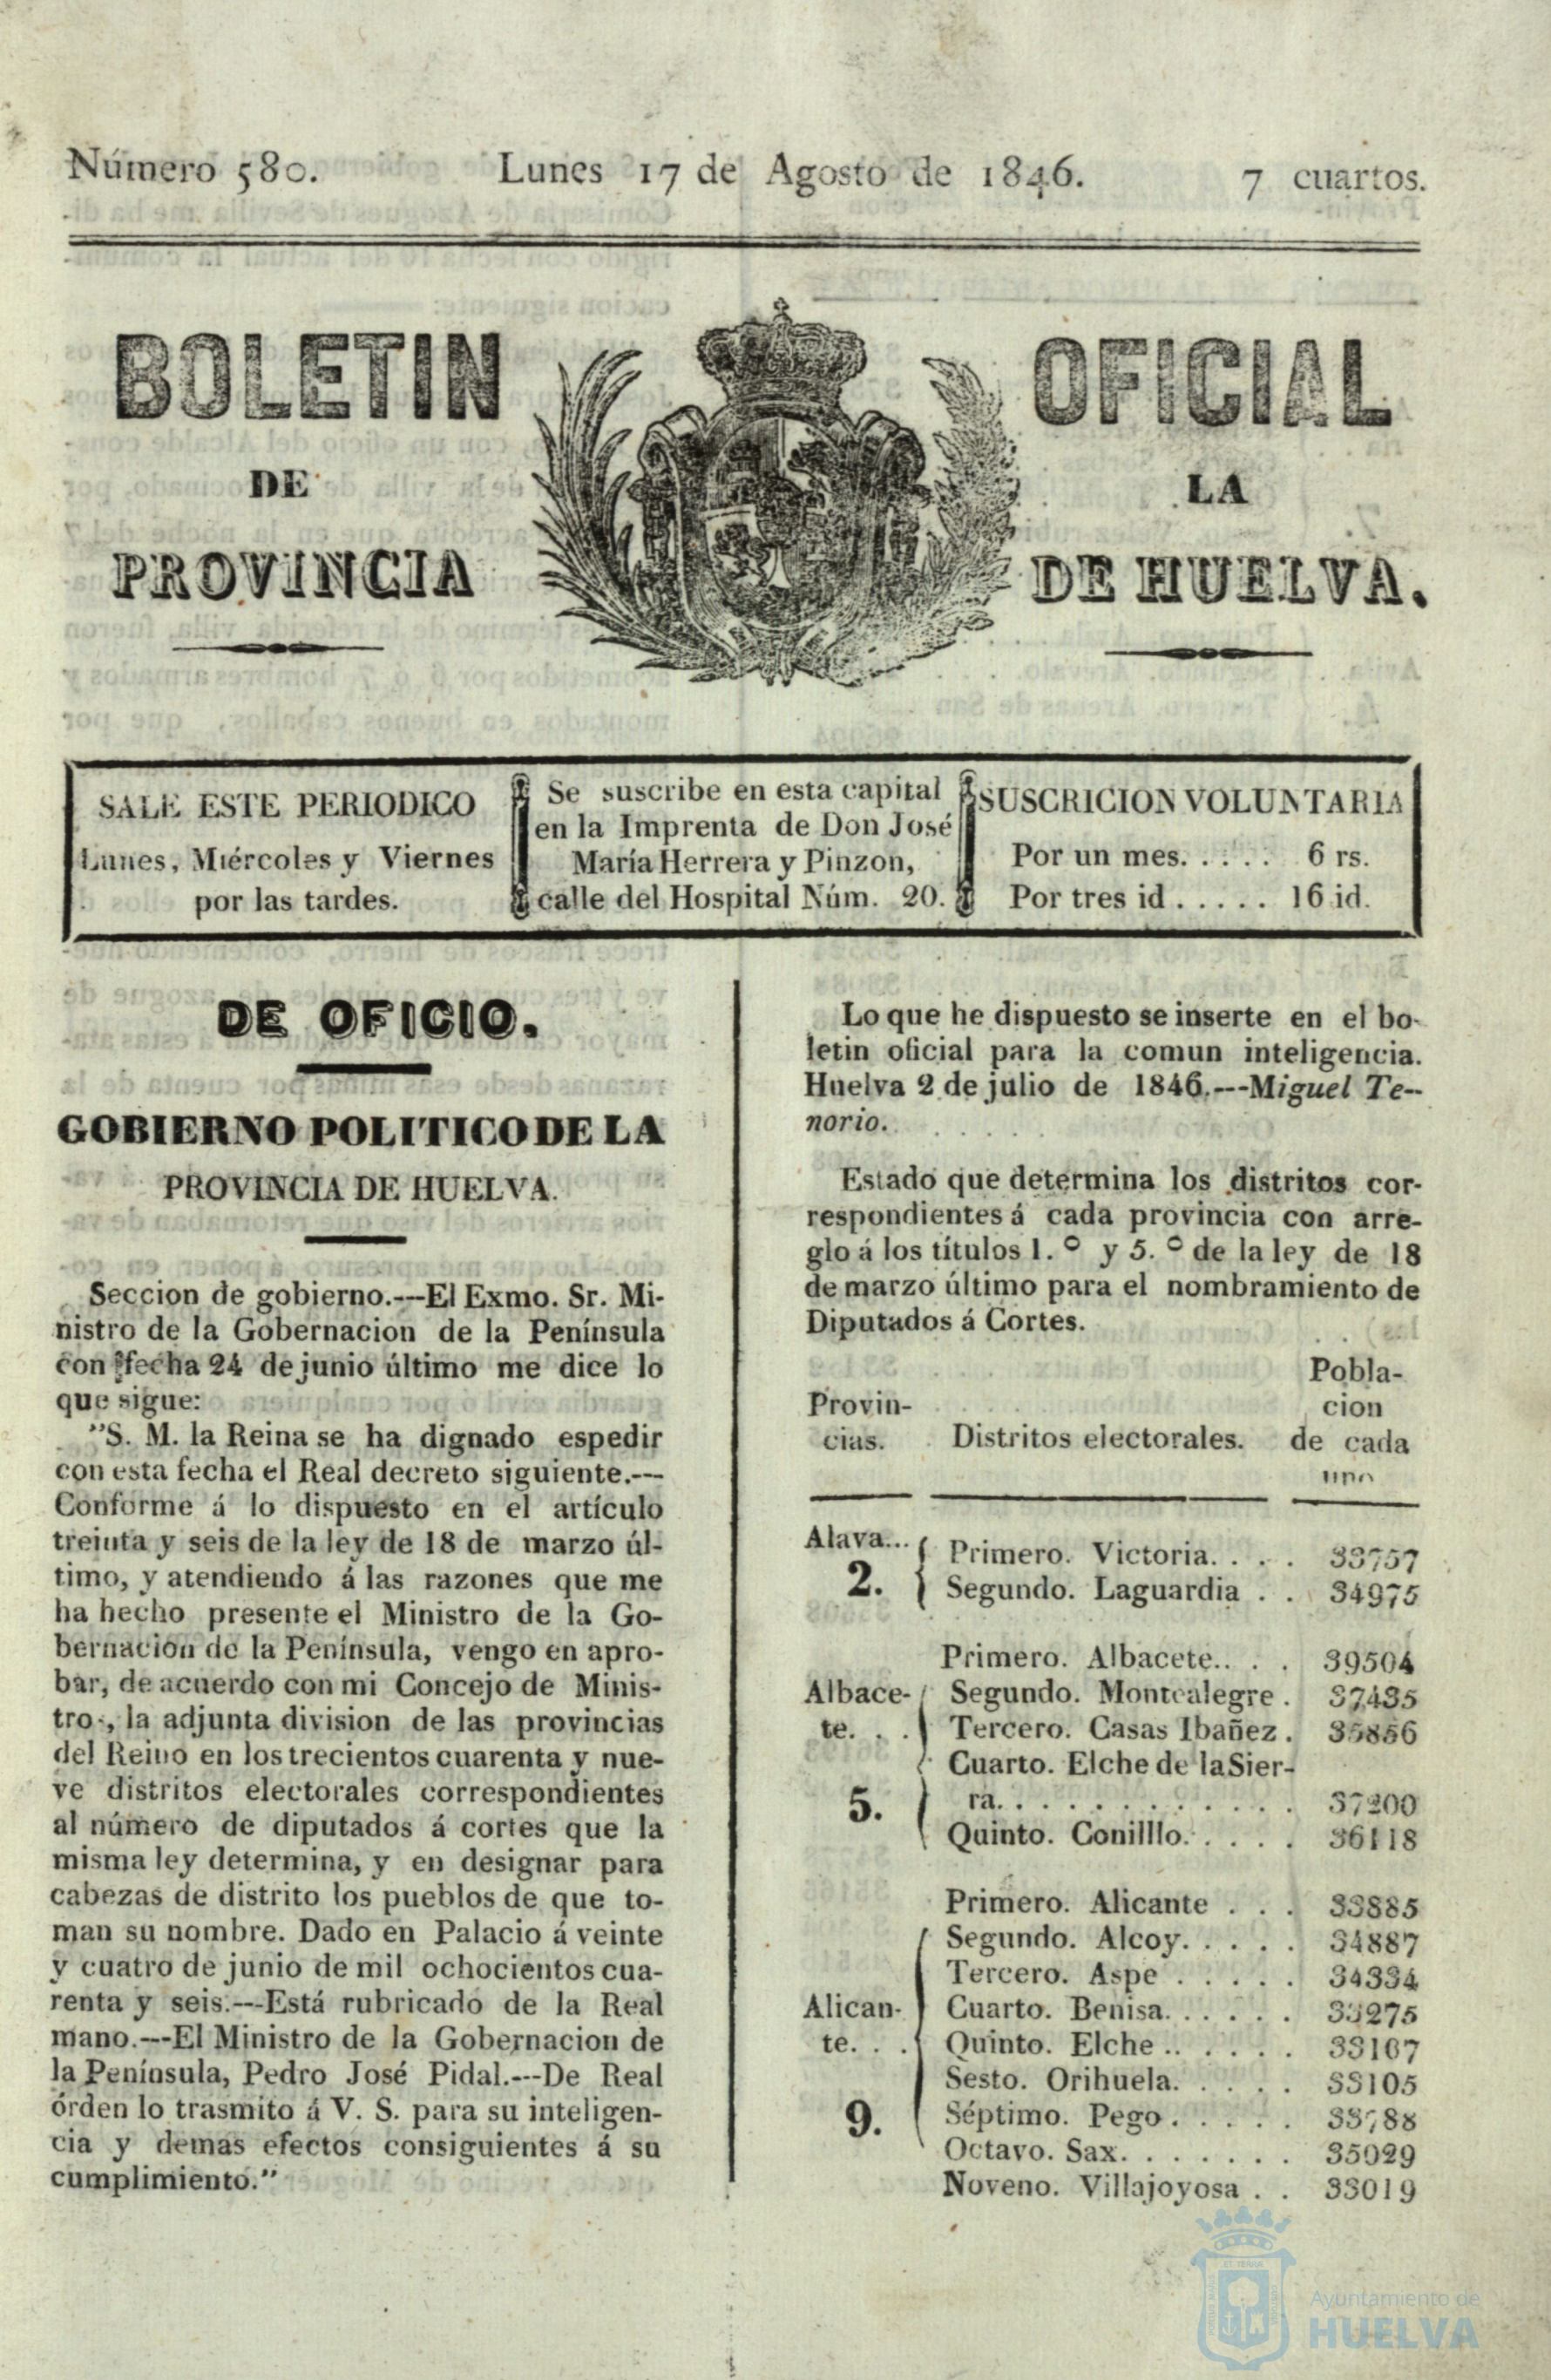 Número 580. Lunes 17 de Agosto de 1846. 7 cuartos.
BOLETIN OFICIAL
DE LA
PROVINCIA DE HUELVA.
SALE ESTE PERIODICO
Lunes, Miércoles y Viernes
por las tardes.
Se suscribe en esta capital
en la Imprenta de Don José
María Herrera y Pinzon,
calle del Hospital Núm. 20.
SUSCRICION VOLUNTARIA
Por un mes. . . . . 6 rs.
Por tres id . . . . . 16 id.
DE OFICIO.
GOBIERNO POLITICO DE LA
PROVINCIA DE HUELVA.
Seccion de gobierno.---El Exmo. Sr. Mi-
nistro de la Gobernacion de la Península
con fecha 24 de junio último me dice lo
que sigue:
"S. M. la Reina se ha dignado espedir
con esta fecha el Real decreto siguiente.---
Conforme á lo dispuesto en el artículo
treinta y seis de la ley de 18 de marzo úl-
timo, y atendiendo á las razones que me
ha hecho presente el Ministro de la Go-
bernacion de la Península, vengo en apro-
bar, de acuerdo con mi Concejo de Minis-
tros, la adjunta division de las provincias
del Reino en los trecientos cuarenta y nue-
ve distritos electorales correspondientes
al número de diputados á cortes que la
misma ley determina, y en designar para
cabezas de distrito los pueblos de que to-
man su nombre. Dado en Palacio á veinte
y cuatro de junio de mil ochocientos cua-
renta y seis.---Está rubricado de la Real
mano.---El Ministro de la Gobernacion de
la Península, Pedro José Pidal.---De Real
órden lo trasmito á V. S. para su inteligen-
cia y demas efectos consiguientes á su
cumplimiento."
Lo que he dispuesto se inserte en el bo-
letin oficial para la comun inteligencia.
Huelva 2 de julio de 1846.---Miguel Te--
norio.
Estado que determina los distritos cor-
respondientes á cada provincia con arre-
glo á los títulos 1.º y 5.º de la ley de 18
de marzo último para el nombramiento de
Diputados á Cortes.
Provin-
cias.
Distritos electorales.
Pobla-
cion
de cada
uno
Alava...
2.
Primero. Victoria. . . . 33757
Segundo. Laguardia . . 34975
Albace-
te. . .
5.
Primero. Albacete.. . . 39504
Segundo. Montealegre . 37435
Tercero. Casas Ibañez . 35856
Cuarto. Elche de la Sier-
ra. . . . . . . . . . . . 37200
Quinto. Conilllo. . . . . 36118
Alican-
te. . .
9.
Primero. Alicante . . . 33885
Segundo. Alcoy. . . . . 34887
Tercero. Aspe . . . . . 34334
Cuarto. Benisa. . . . . . 33275
Quinto. Elche .. . . . . 33167
Sesto. Orihuela. . . . . 33105
Séptimo. Pego . . . . .
Octavo. Sax. . . . . . . 35029
Noveno. Villajoyosa . . 33019
Ayuntamiento de
HUELVA